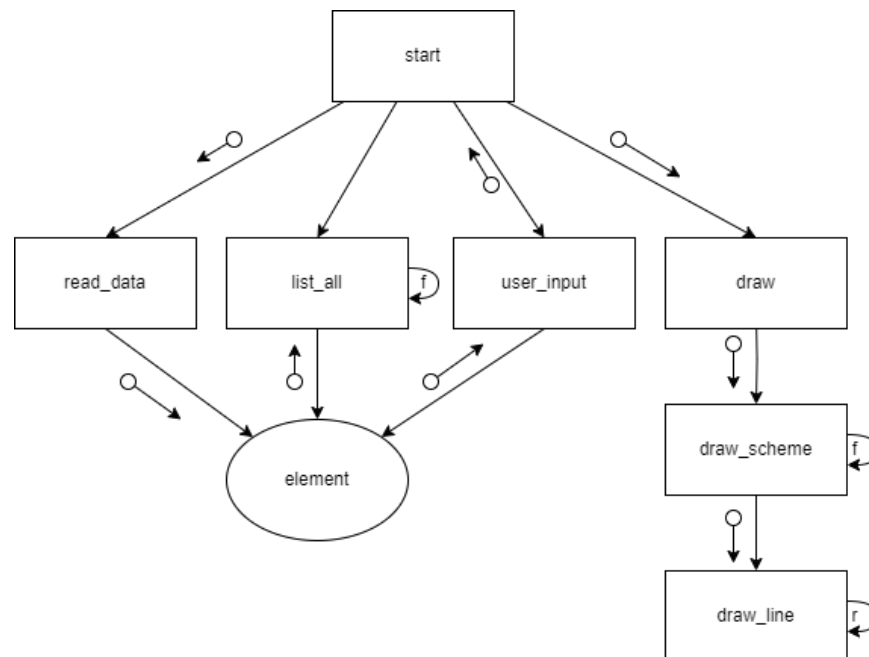 start
read_data
list_all
f
user_input
draw
element
draw_scheme
f
draw_line
r